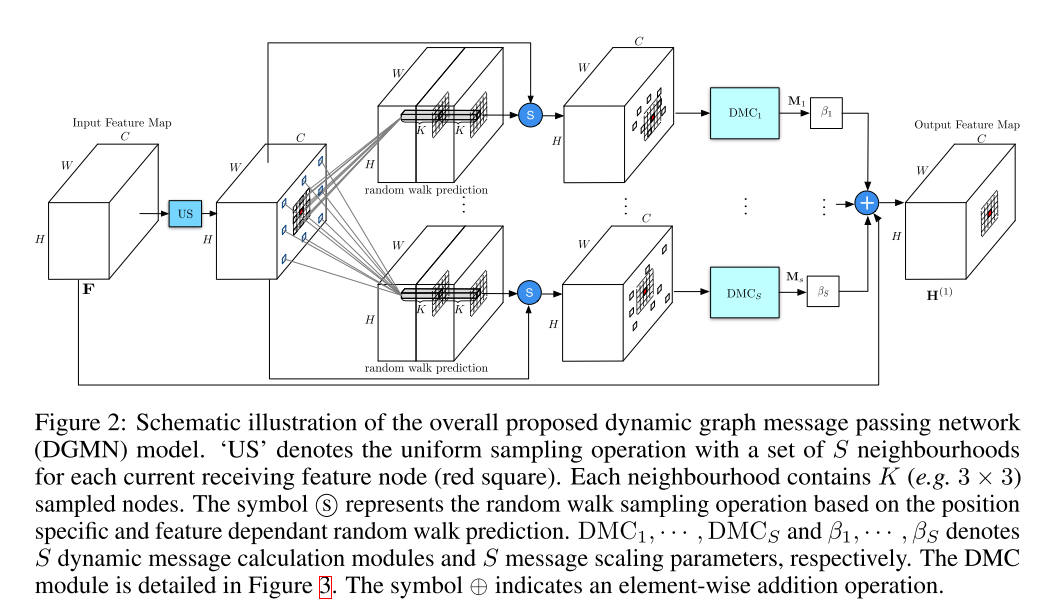 Input Feature Map
C
W
H
F
US
C
W
H
W
K
K
H
random walk prediction
S
C
W
H
DMC₁
M₁
β₁
W
K
K
H
random walk prediction
S
C
W
H
DMC_S
M_s
β_S
+
Output Feature Map
C
W
H
H⁽¹⁾
Figure 2: Schematic illustration of the overall proposed dynamic graph message passing network
(DGMN) model. ‘US’ denotes the uniform sampling operation with a set of S neighbourhoods
for each current receiving feature node (red square). Each neighbourhood contains K (e.g. 3 × 3)
sampled nodes. The symbol ⓢ represents the random walk sampling operation based on the position
specific and feature dependant random walk prediction. DMC₁, ⋯ , DMC_S and β₁, ⋯ , β_S denotes
S dynamic message calculation modules and S message scaling parameters, respectively. The DMC
module is detailed in Figure 3. The symbol ⊕ indicates an element-wise addition operation.